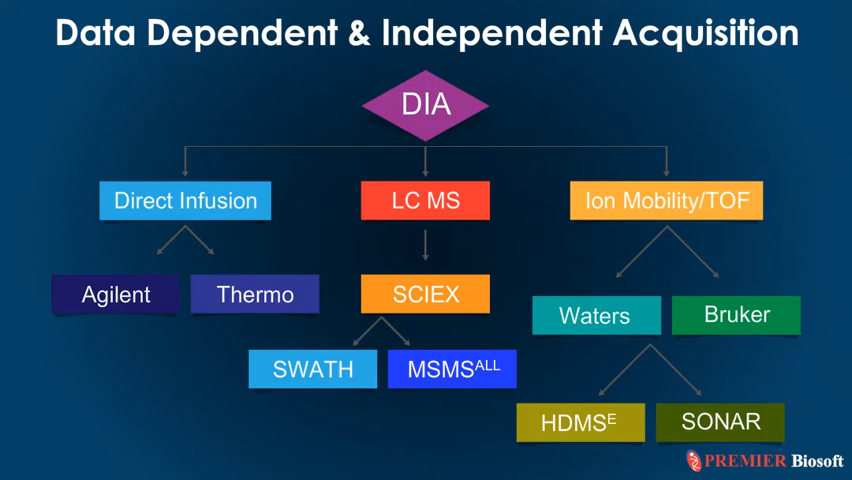 Data Dependent & Independent Acquisition
DIA
Direct Infusion
LC MS
Ion Mobility/TOF
Agilent
Thermo
SCIEX
Waters
Bruker
SWATH
MSMSᴬᴸᴸ
HDMSᴱ
SONAR
PREMIER Biosoft